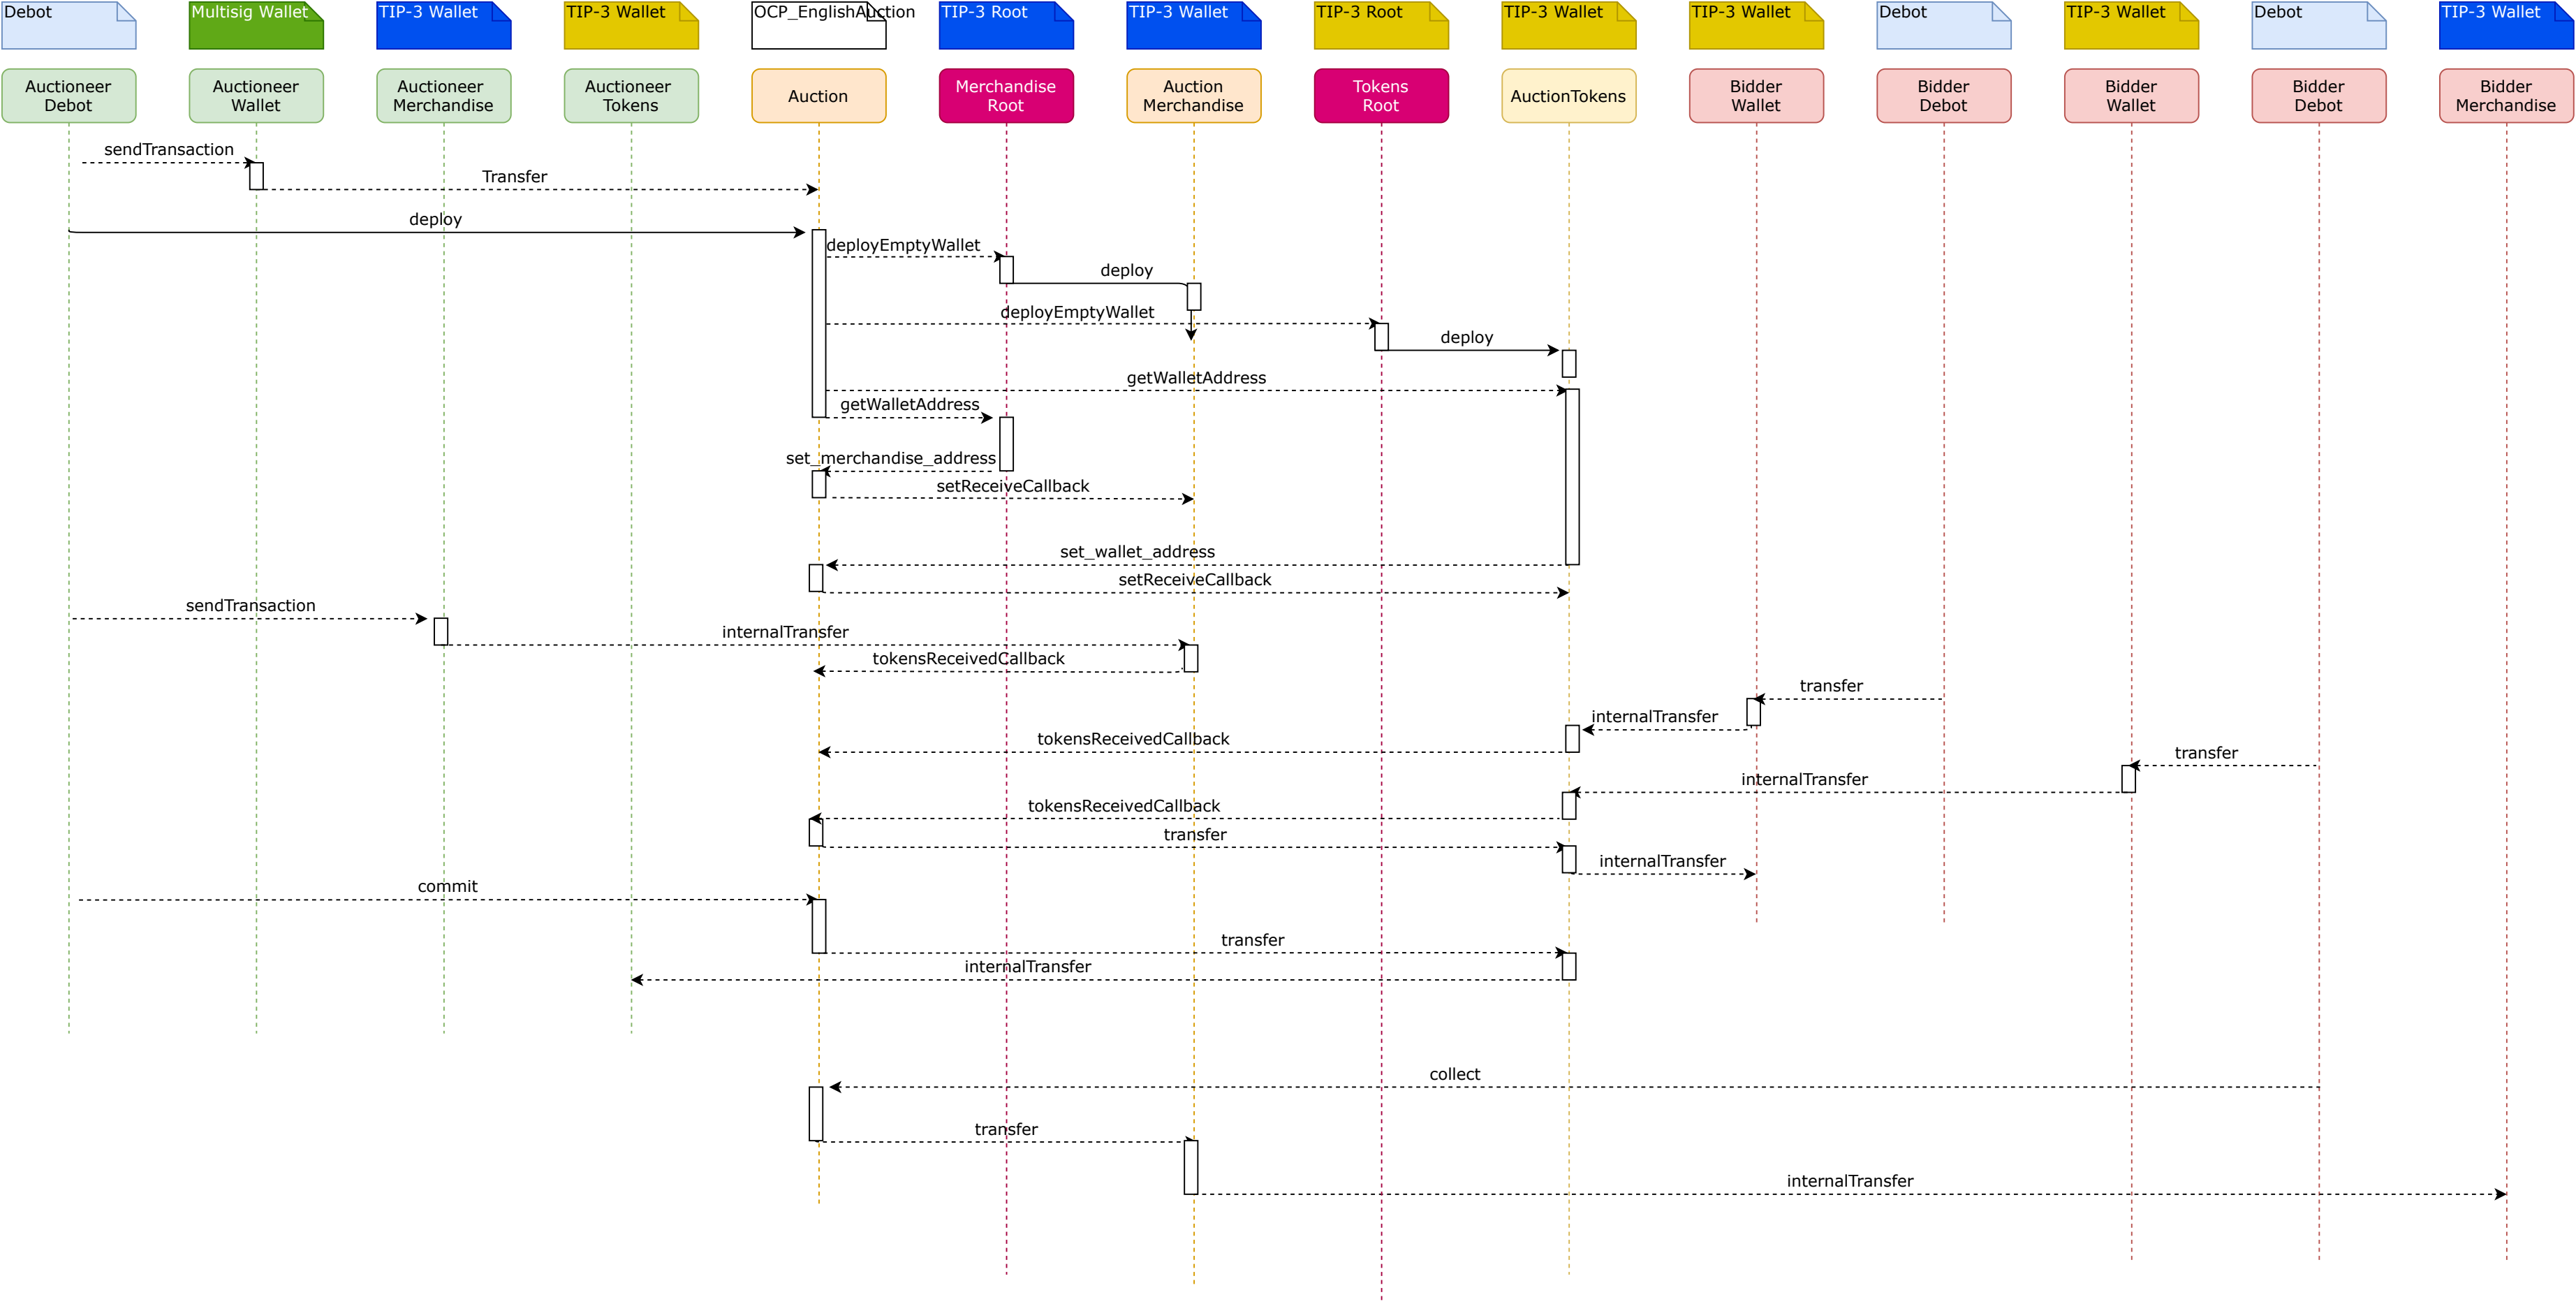 Debot
Multisig Wallet
TIP-3 Wallet
TIP-3 Wallet
OCP_EnglishAuction
TIP-3 Root
TIP-3 Wallet
TIP-3 Root
TIP-3 Wallet
TIP-3 Wallet
Debot
TIP-3 Wallet
Debot
TIP-3 Wallet
Auctioneer
Debot
Auctioneer
Wallet
Auctioneer
Merchandise
Auctioneer
Tokens
Auction
Merchandise
Root
Auction
Merchandise
Tokens
Root
AuctionTokens
Bidder
Wallet
Bidder
Debot
Bidder
Wallet
Bidder
Debot
Bidder
Merchandise
sendTransaction
Transfer
deploy
deployEmptyWallet
deploy
deployEmptyWallet
deploy
getWalletAddress
getWalletAddress
set_merchandise_address
setReceiveCallback
set_wallet_address
setReceiveCallback
sendTransaction
internalTransfer
tokensReceivedCallback
transfer
internalTransfer
tokensReceivedCallback
transfer
internalTransfer
tokensReceivedCallback
transfer
internalTransfer
commit
transfer
internalTransfer
collect
transfer
internalTransfer